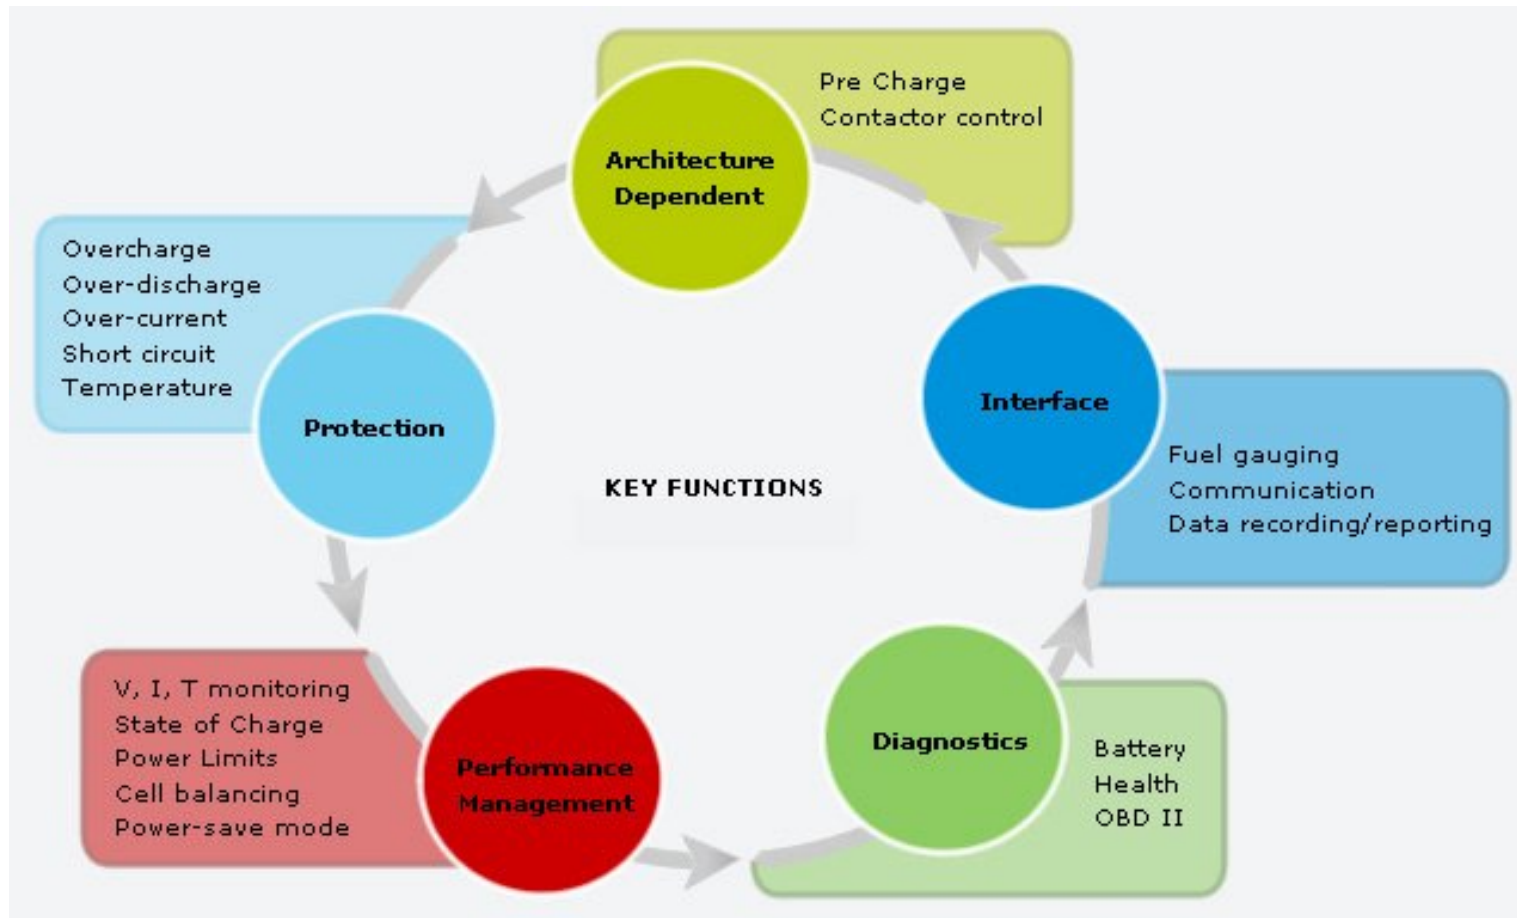 Pre Charge
Contactor control
Architecture
Dependent
Overcharge
Over-discharge
Over-current
Short circuit
Temperature
Protection
Interface
Fuel gauging
Communication
Data recording/reporting
KEY FUNCTIONS
V, I, T monitoring
State of Charge
Power Limits
Cell balancing
Power-save mode
Performance
Management
Diagnostics
Battery
Health
OBD II